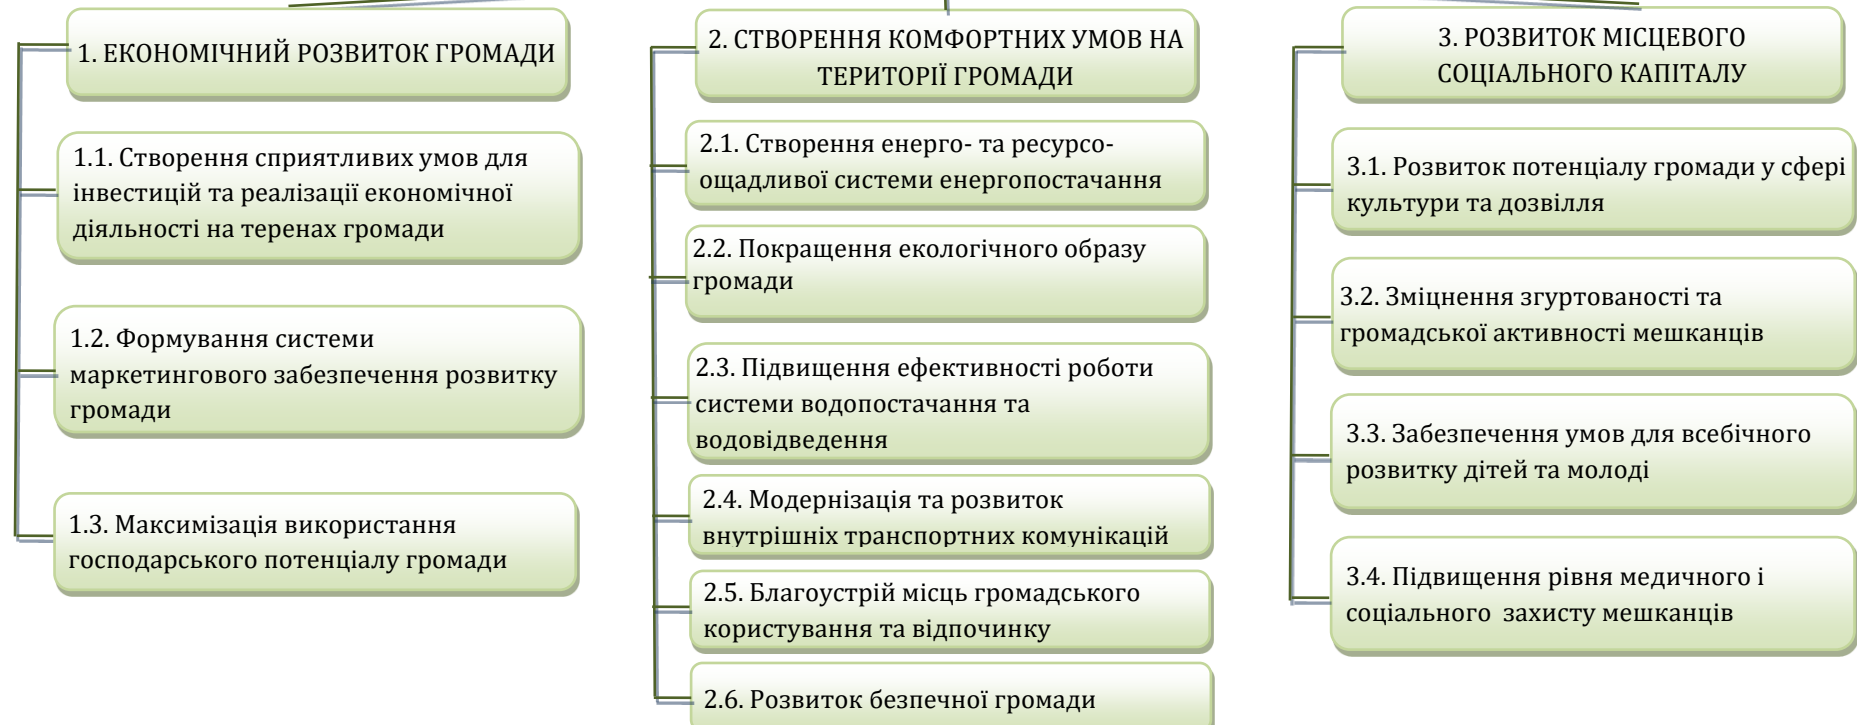 1. ЕКОНОМІЧНИЙ РОЗВИТОК ГРОМАДИ
1.1. Створення сприятливих умов для
інвестицій та реалізації економічної
діяльності на теренах громади
1.2. Формування системи
маркетингового забезпечення розвитку
громади
1.3. Максимізація використання
господарського потенціалу громади
2. СТВОРЕННЯ КОМФОРТНИХ УМОВ НА
ТЕРИТОРІЇ ГРОМАДИ
2.1. Створення енерго- та ресурсо-
ощадливої системи енергопостачання
2.2. Покращення екологічного образу
громади
2.3. Підвищення ефективності роботи
системи водопостачання та
водовідведення
2.4. Модернізація та розвиток
внутрішніх транспортних комунікацій
2.5. Благоустрій місць громадського
користування та відпочинку
2.6. Розвиток безпечної громади
3. РОЗВИТОК МІСЦЕВОГО
СОЦІАЛЬНОГО КАПІТАЛУ
3.1. Розвиток потенціалу громади у сфері
культури та дозвілля
3.2. Зміцнення згуртованості та
громадської активності мешканців
3.3. Забезпечення умов для всебічного
розвитку дітей та молоді
3.4. Підвищення рівня медичного і
соціального захисту мешканців